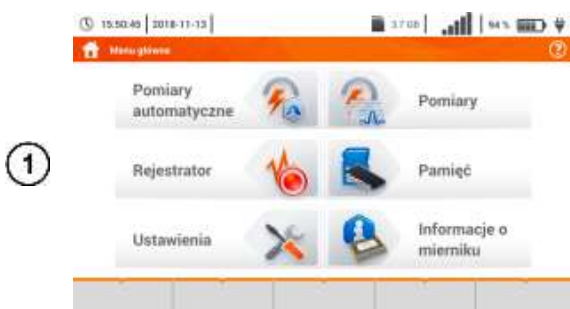 15:50:46 2018-11-13 3.7 GB 94 %
Menu główne
Pomiary
automatyczne
Pomiary
1
Rejestrator
Pamięć
Ustawienia
Informacje o
mierniku